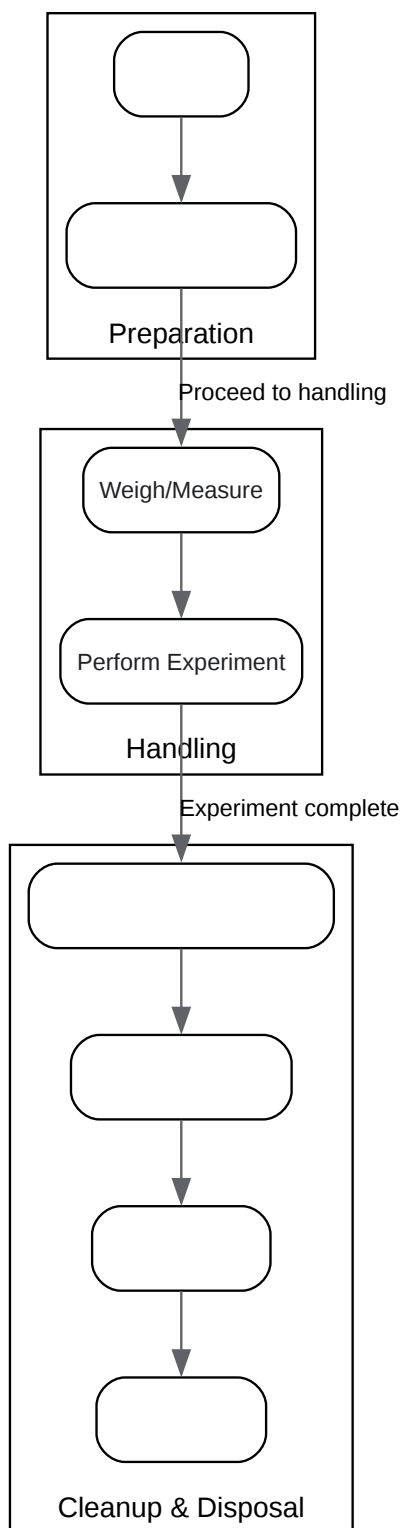 Preparation
Proceed to handling
Weigh/Measure
Perform Experiment
Handling
Experiment complete
Cleanup & Disposal